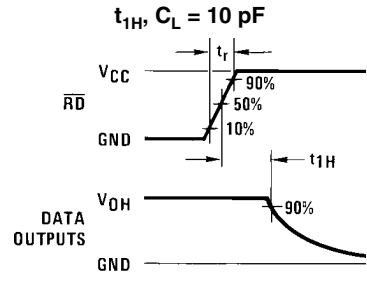 t1H, CL = 10 pF
tr
VCC
90%
RD
50%
10%
GND
t1H
VOH
90%
DATA
OUTPUTS
GND